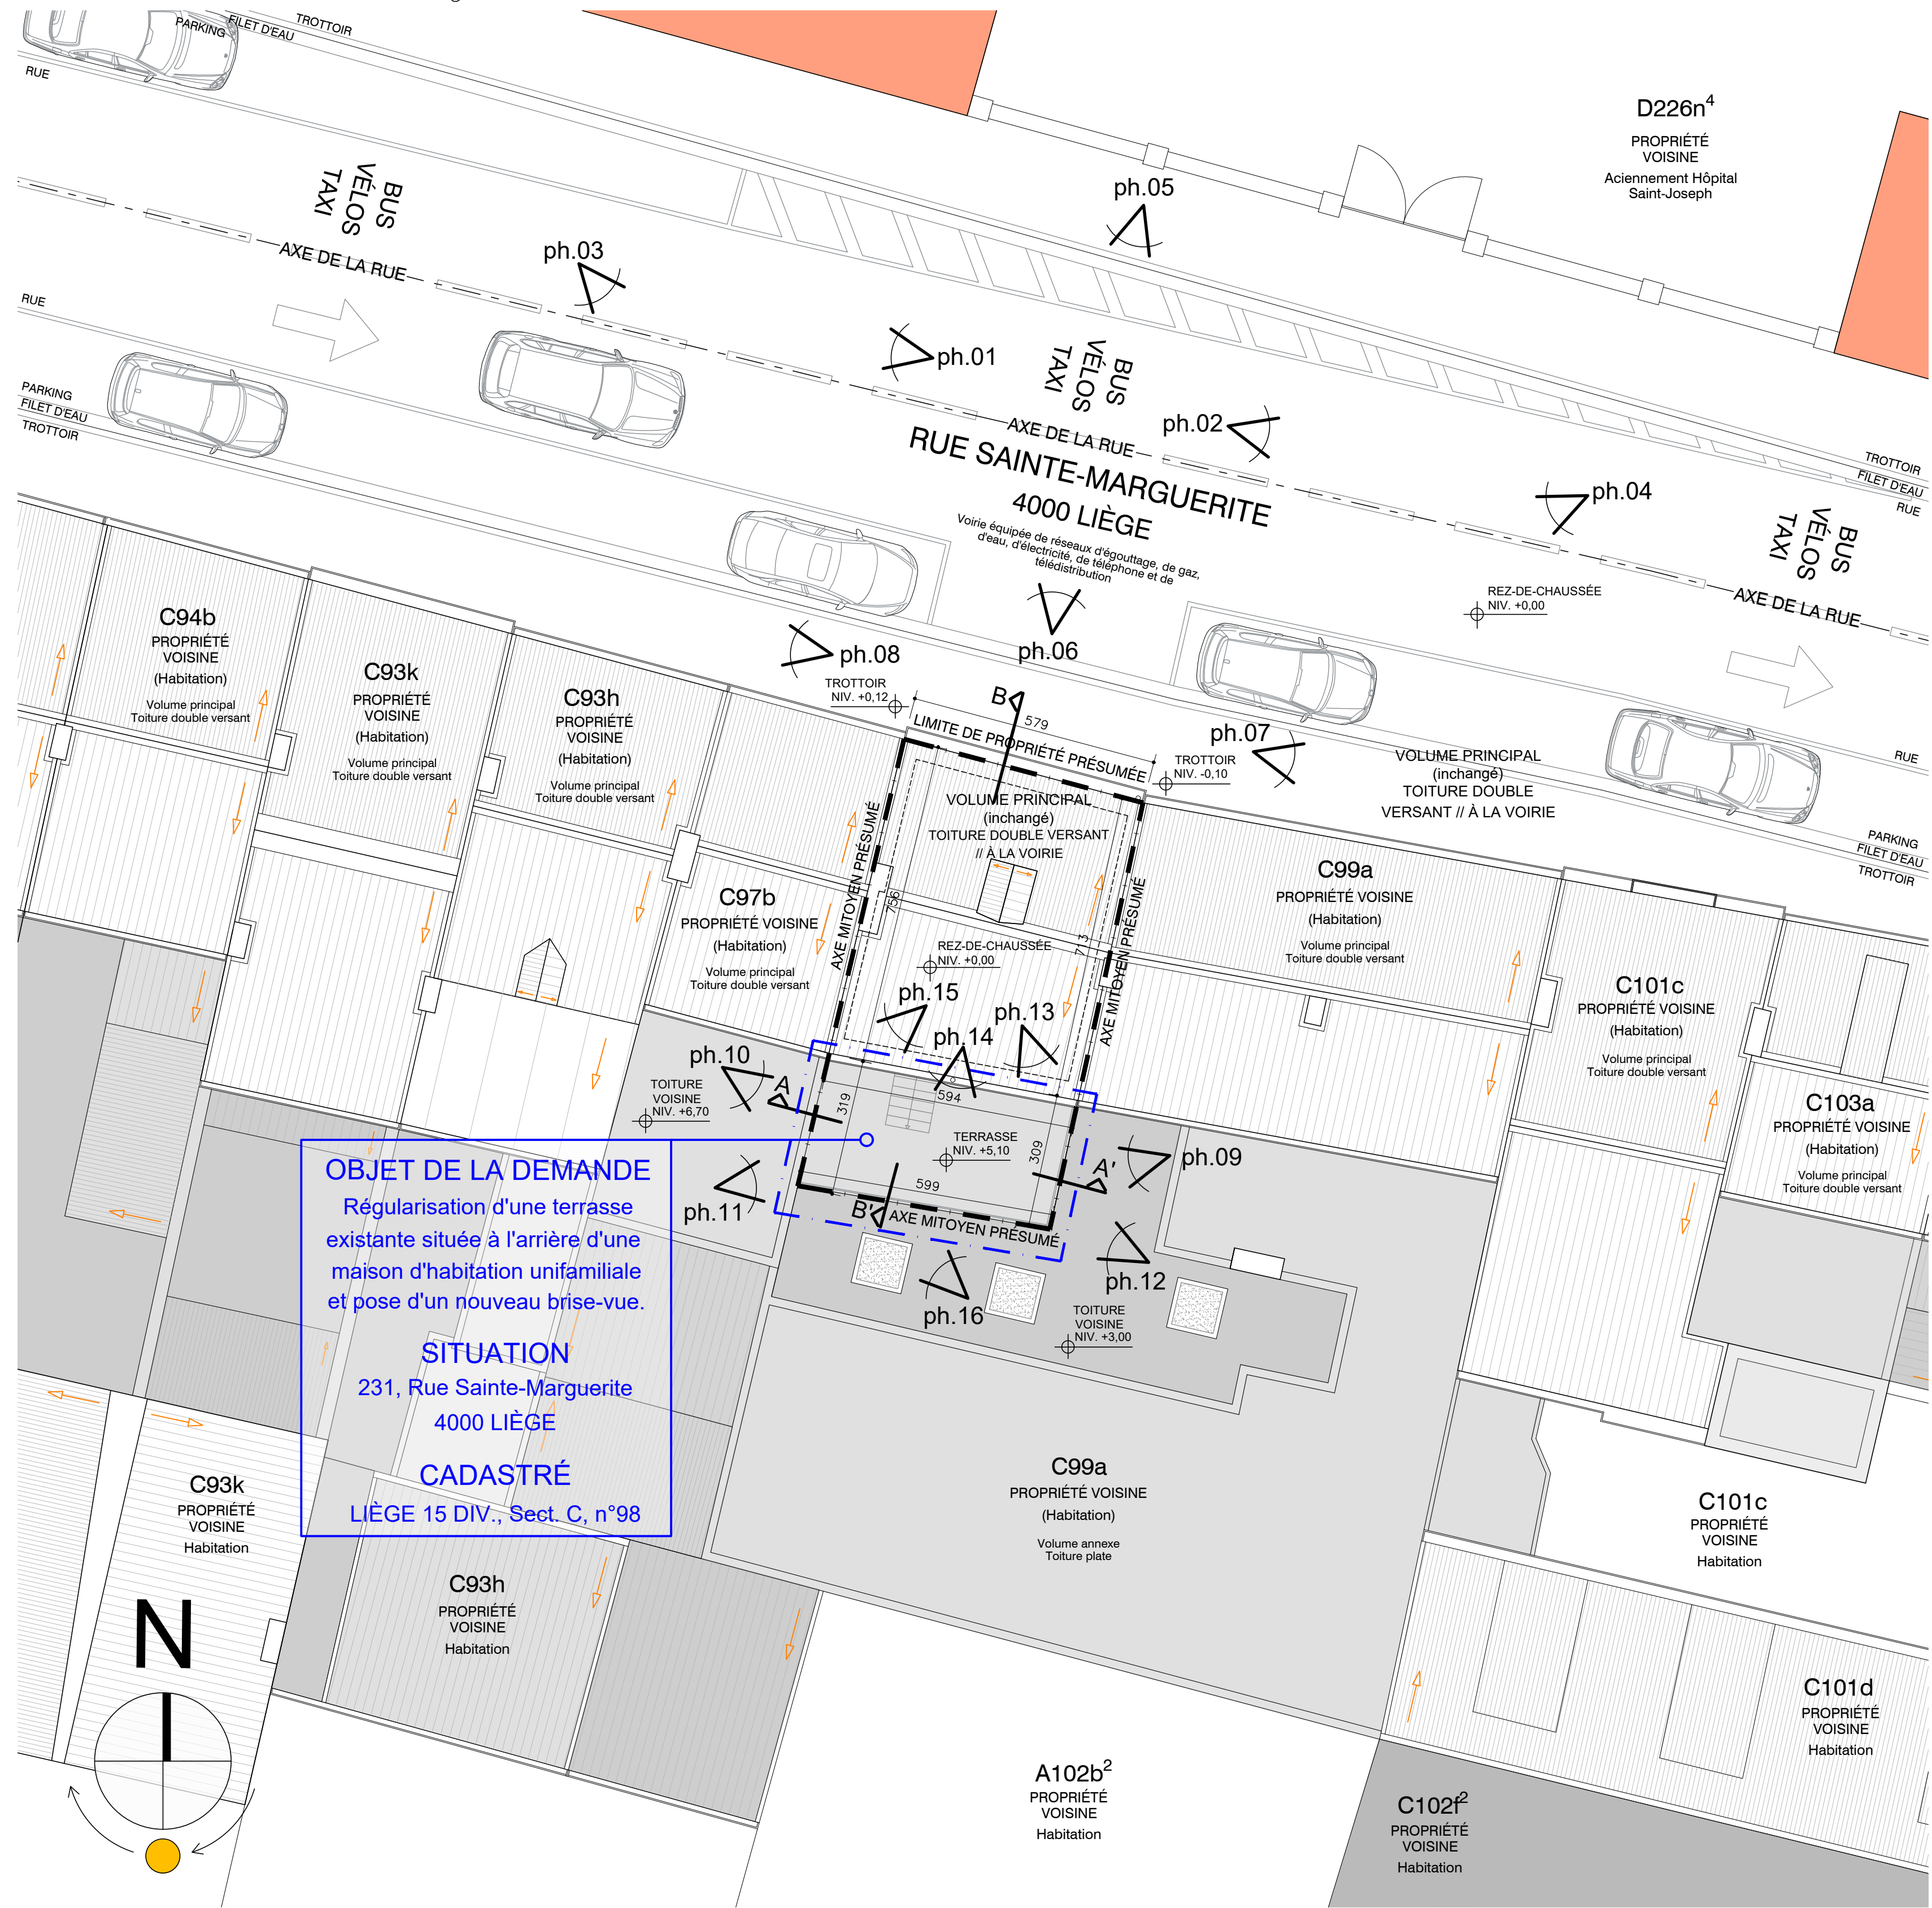 TROTTOIR
FILET D'EAU
PARKING
RUE
D226n⁴
PROPRIÉTÉ
VOISINE
Aciennement Hôpital
Saint-Joseph
BUS
VÉLOS
TAXI
AXE DE LA RUE
ph.05
ph.03
RUE
ph.01
BUS
VÉLOS
TAXI
ph.02
AXE DE LA RUE
RUE SAINTE-MARGUERITE
4000 LIÈGE
Voirie équipée de réseaux d'égouttage, de gaz,
d'eau, d'électricité, de téléphone et de
télédistribution
ph.04
TROTTOIR
FILET D'EAU
RUE
BUS
VÉLOS
TAXI
AXE DE LA RUE
PARKING
FILET D'EAU
TROTTOIR
REZ-DE-CHAUSSÉE
NIV. +0,00
ph.06
ph.08
TROTTOIR
NIV. +0,12
B
579
LIMITE DE PROPRIÉTÉ PRÉSUMÉE
ph.07
TROTTOIR
NIV. -0,10
VOLUME PRINCIPAL
(inchangé)
TOITURE DOUBLE
VERSANT // À LA VOIRIE
RUE
PARKING
FILET D'EAU
TROTTOIR
C94b
PROPRIÉTÉ
VOISINE
(Habitation)
Volume principal
Toiture double versant
C93k
PROPRIÉTÉ
VOISINE
(Habitation)
Volume principal
Toiture double versant
C93h
PROPRIÉTÉ
VOISINE
(Habitation)
Volume principal
Toiture double versant
C97b
PROPRIÉTÉ VOISINE
(Habitation)
Volume principal
Toiture double versant
AXE MITOYEN PRÉSUMÉ
756
VOLUME PRINCIPAL
(inchangé)
TOITURE DOUBLE VERSANT
// À LA VOIRIE
REZ-DE-CHAUSSÉE
NIV. +0,00
AXE MITOYEN PRÉSUMÉ
C99a
PROPRIÉTÉ VOISINE
(Habitation)
Volume principal
Toiture double versant
C101c
PROPRIÉTÉ VOISINE
(Habitation)
Volume principal
Toiture double versant
C103a
PROPRIÉTÉ VOISINE
(Habitation)
Volume principal
Toiture double versant
ph.15
ph.13
ph.14
ph.10
A
TOITURE
VOISINE
NIV. +6,70
319
594
TERRASSE
NIV. +5,10
309
599
A'
ph.09
ph.11
B'
AXE MITOYEN PRÉSUMÉ
ph.12
ph.16
TOITURE
VOISINE
NIV. +3,00
OBJET DE LA DEMANDE
Régularisation d'une terrasse
existante située à l'arrière d'une
maison d'habitation unifamiliale
et pose d'un nouveau brise-vue.
SITUATION
231, Rue Sainte-Marguerite
4000 LIÈGE
CADASTRÉ
LIÈGE 15 DIV., Sect. C, n°98
C93k
PROPRIÉTÉ
VOISINE
Habitation
C93h
PROPRIÉTÉ
VOISINE
Habitation
C99a
PROPRIÉTÉ VOISINE
(Habitation)
Volume annexe
Toiture plate
C101c
PROPRIÉTÉ
VOISINE
Habitation
C101d
PROPRIÉTÉ
VOISINE
Habitation
A102b²
PROPRIÉTÉ
VOISINE
Habitation
C102f²
PROPRIÉTÉ
VOISINE
Habitation
N